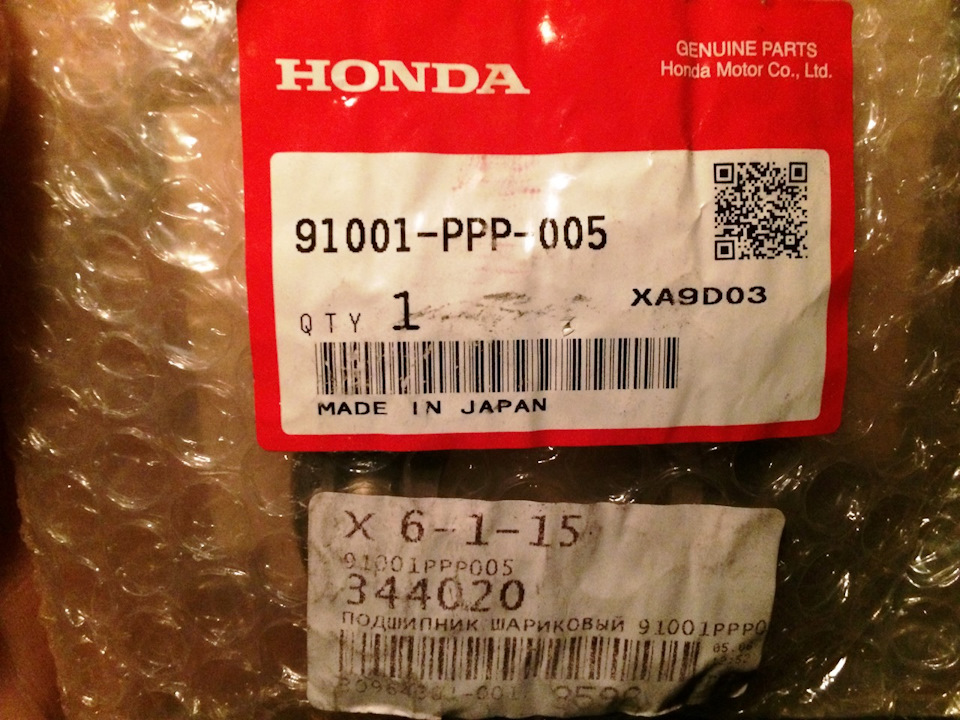 HONDA
GENUINE PARTS
Honda Motor Co., Ltd.
91001-PPP-005
XA9D03
QTY 1
MADE IN JAPAN
X 6-1-15
91001PPP005
344020
ПОДШИПНИК ШАРИКОВЫЙ 91001PPP0